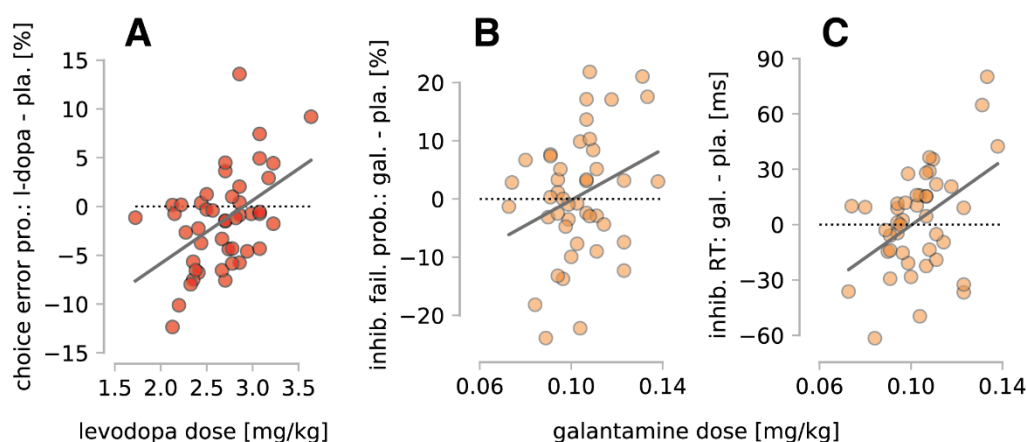 A
choice error pro.: l-dopa - pla. [%]
15
10
5
0
−5
−10
−15
1.5 2.0 2.5 3.0 3.5
levodopa dose [mg/kg]
B
inhib. fail. prob.: gal. - pla. [%]
20
10
0
−10
−20
0.06 0.10 0.14
C
inhib. RT: gal. - pla. [ms]
90
60
30
0
−30
−60
0.06 0.10 0.14
galantamine dose [mg/kg]